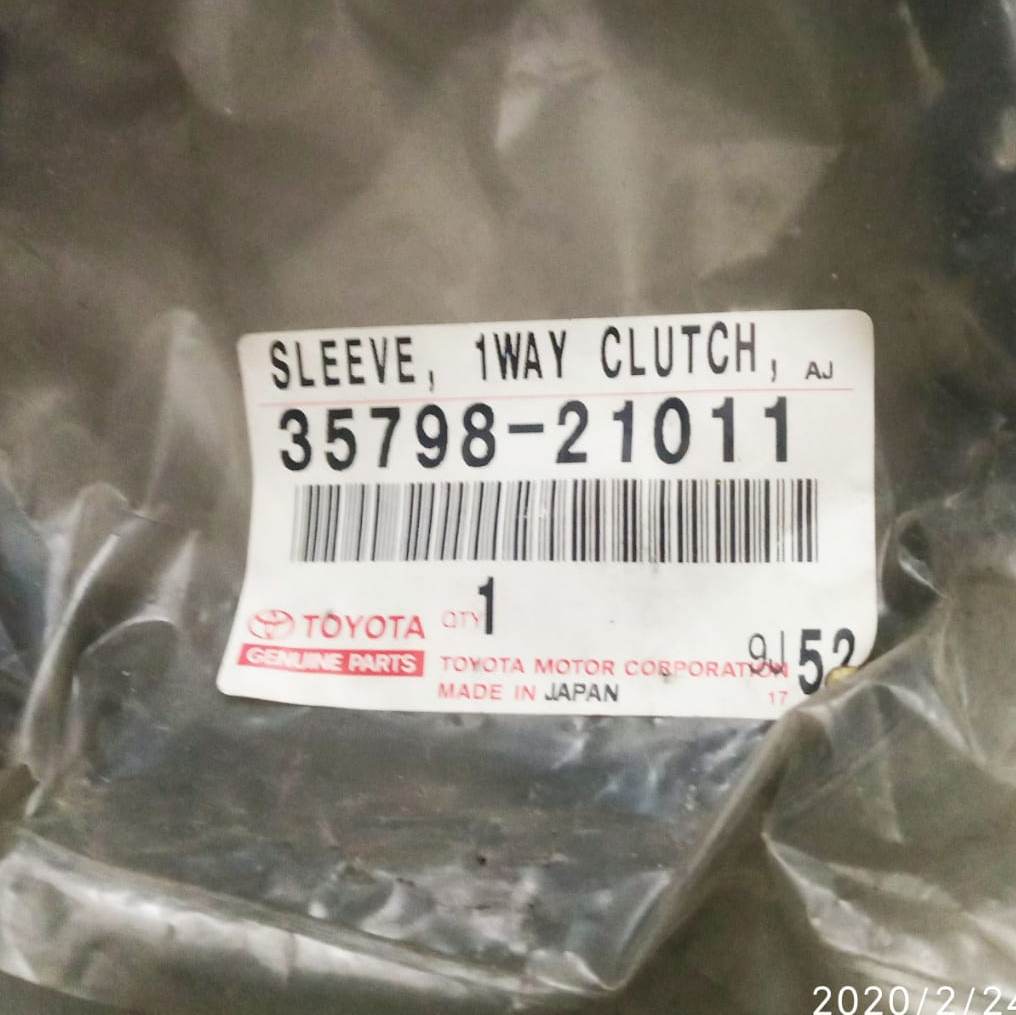 SLEEVE, 1WAY CLUTCH, AJ
35798-21011
TOYOTA QTY 1
GENUINE PARTS
TOYOTA MOTOR CORPORATION 9J 52
MADE IN JAPAN 17
2020/2/24